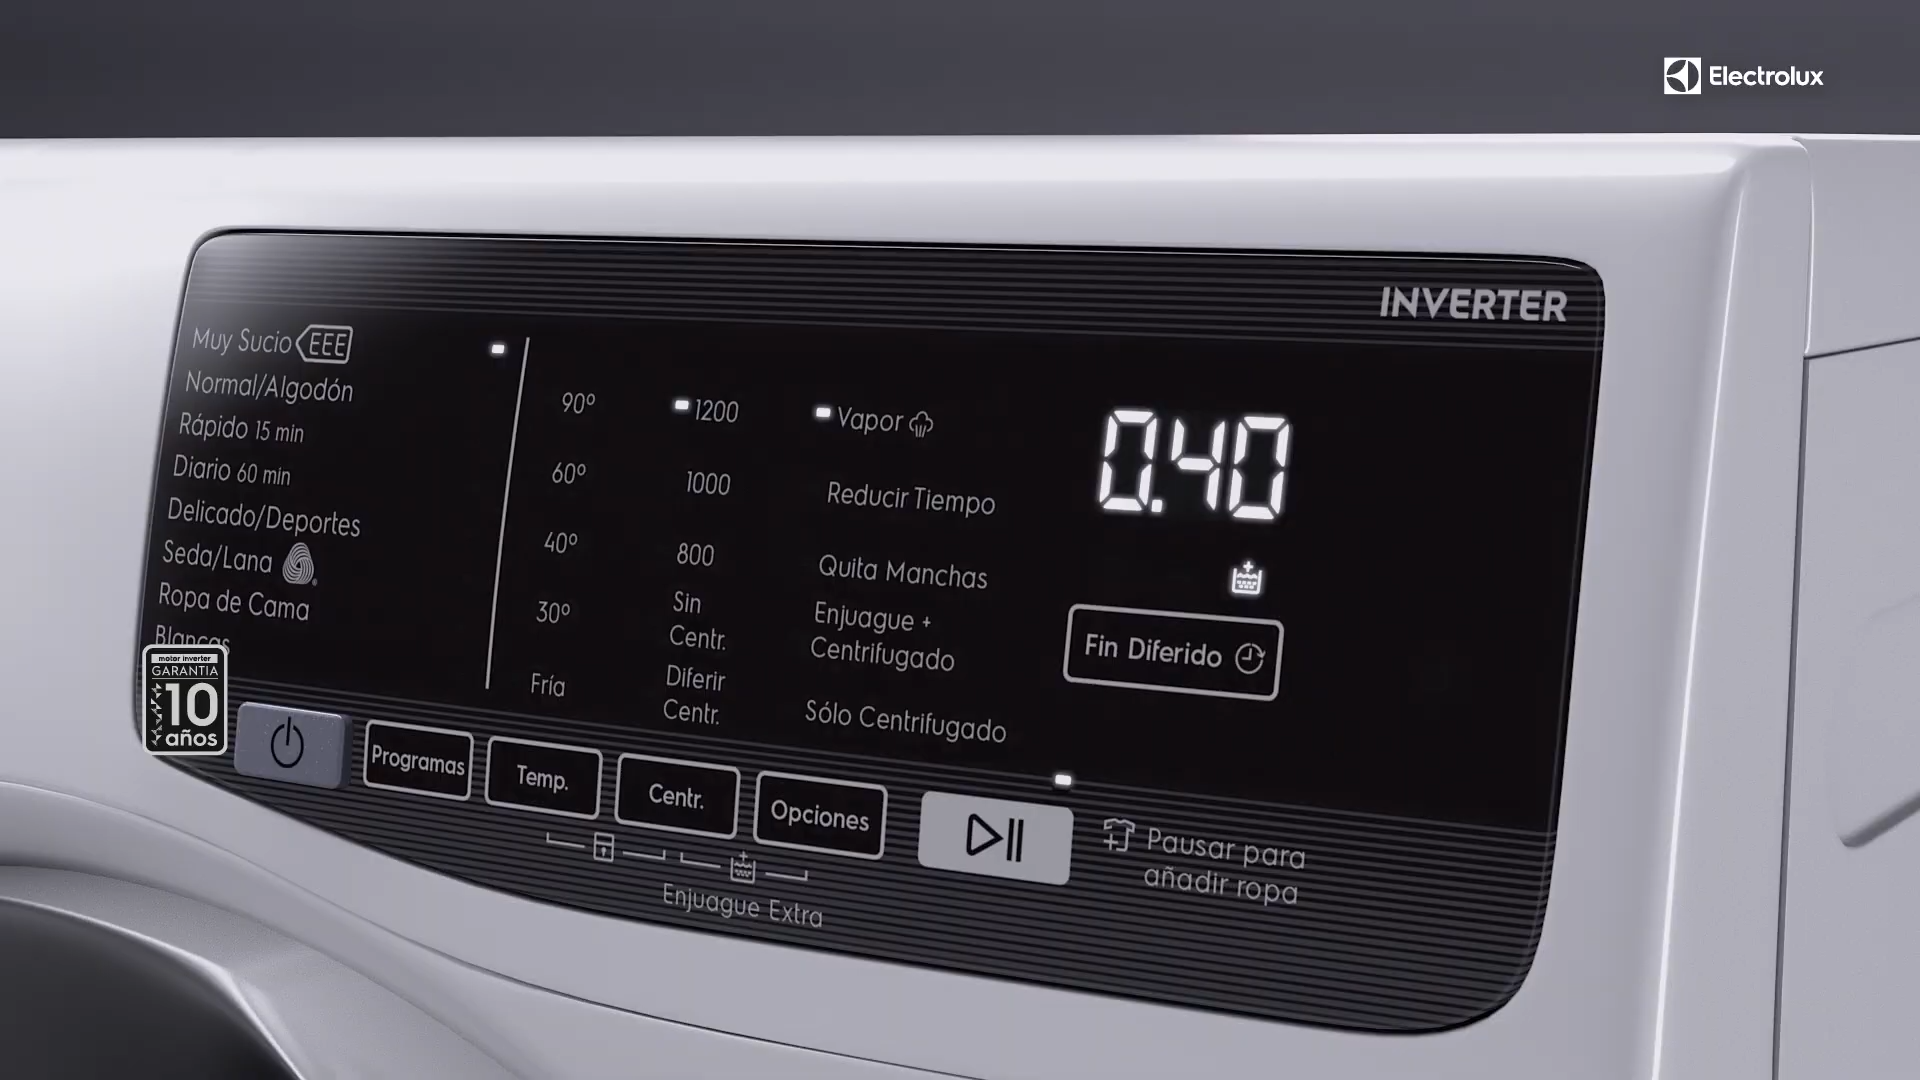 Electrolux
INVERTER
Muy Sucio EEE
Normal/Algodón
Rápido 15 min
Diario 60 min
Delicado/Deportes
Seda/Lana
Ropa de Cama
Blancas
90°
60°
40°
30°
Fría
1200
1000
800
Sin
Centr.
Diferir
Centr.
Vapor
Reducir Tiempo
Quita Manchas
Enjuague +
Centrifugado
Sólo Centrifugado
0.40
Fin Diferido
motor inverter
GARANTIA
10
años
Programas
Temp.
Centr.
Opciones
Enjuague Extra
Pausar para
añadir ropa